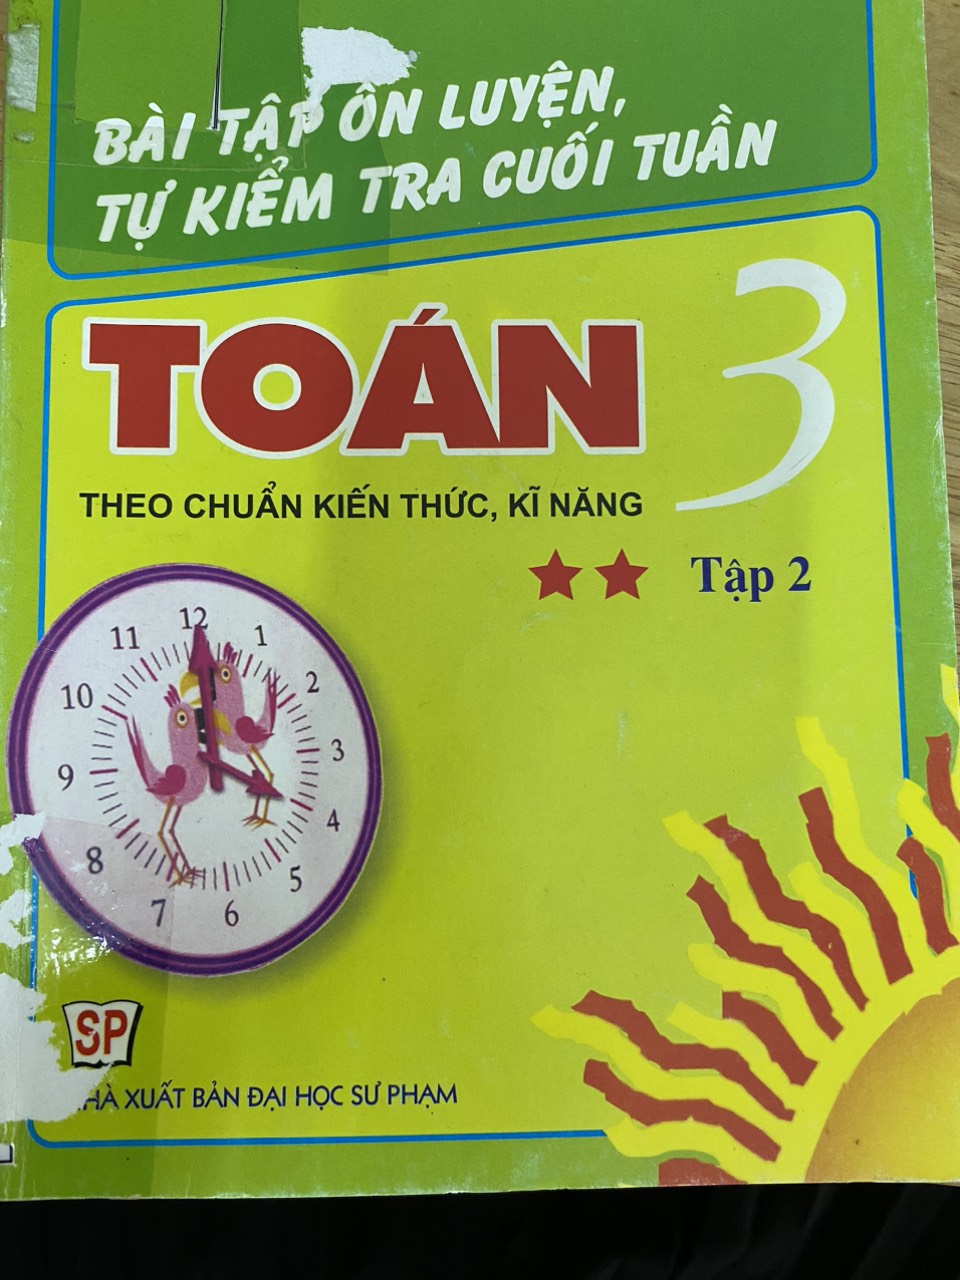 BÀI TẬP ÔN LUYỆN,
TỰ KIỂM TRA CUỐI TUẦN
TOÁN 3
THEO CHUẨN KIẾN THỨC, KĨ NĂNG
Tập 2
12
11 1
10 2
9 3
8 4
7 6 5
SP
NHÀ XUẤT BẢN ĐẠI HỌC SƯ PHẠM